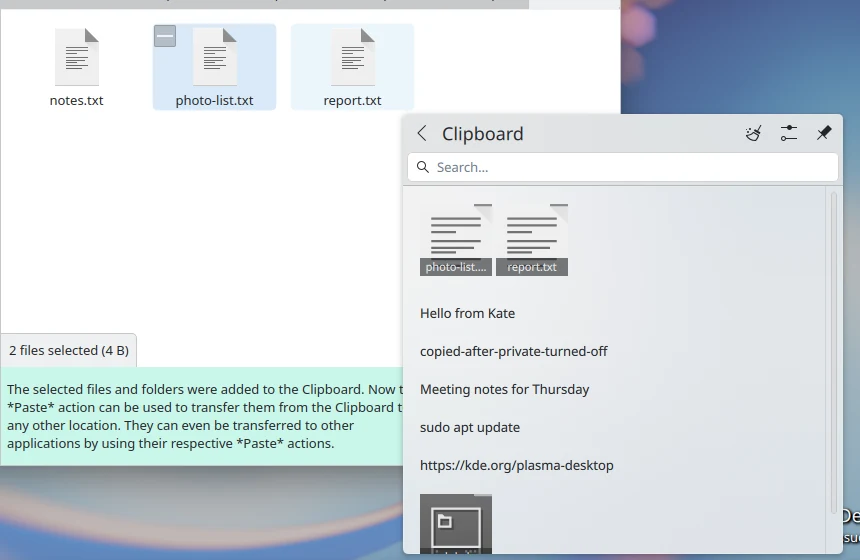 notes.txt
photo-list.txt
report.txt
Clipboard
Search...
photo-list....
report.txt
Hello from Kate
copied-after-private-turned-off
Meeting notes for Thursday
sudo apt update
https://kde.org/plasma-desktop
2 files selected (4 B)
The selected files and folders were added to the Clipboard. Now t
*Paste* action can be used to transfer them from the Clipboard t
any other location. They can even be transferred to other
applications by using their respective *Paste* actions.
De
su